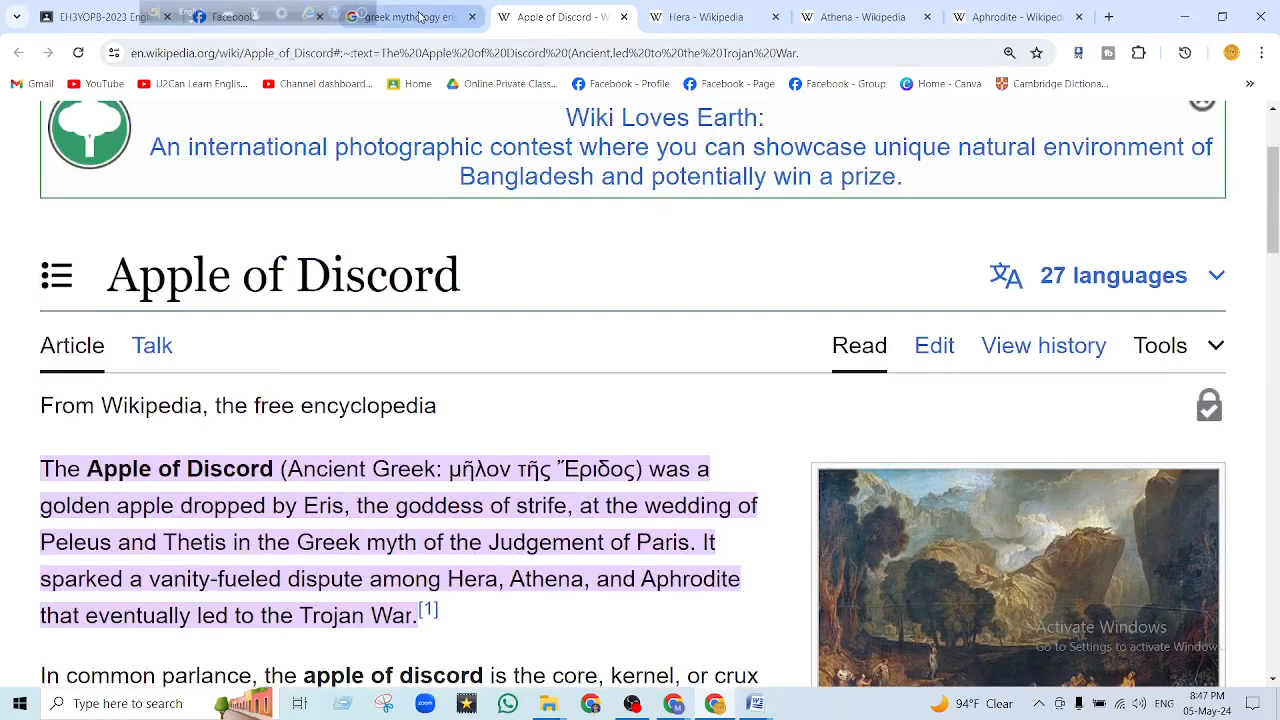 EH3YOPB-2023 En
Facebook
greek mythology eris
Apple of Discord - W
Hera - Wikipedia
Athena - Wikipedia
Aphrodite - Wikipedi
en.wikipedia.org/wiki/Apple_of_Discord#:~:text=The%20Apple%20of%20Discord%20(Ancient,led%20to%20the%20Trojan%20War.
Gmail
YouTube
U2Can Learn Englis...
Channel dashboard...
Home
Online Private Class...
Facebook - Profile
Facebook - Page
Facebook - Group
Home - Canva
Cambridge Dictiona...
»
Wiki Loves Earth:
An international photographic contest where you can showcase unique natural environment of
Bangladesh and potentially win a prize.
Apple of Discord
27 languages
Article Talk
Read Edit View history Tools
From Wikipedia, the free encyclopedia
The Apple of Discord (Ancient Greek: μῆλον τῆς Ἔριδος) was a
golden apple dropped by Eris, the goddess of strife, at the wedding of
Peleus and Thetis in the Greek myth of the Judgement of Paris. It
sparked a vanity-fueled dispute among Hera, Athena, and Aphrodite
that eventually led to the Trojan War.[1]
In common parlance, the apple of discord is the core, kernel, or crux
Activate Windows
Go to Settings to activate Windows.
Type here to search
zoom
94°F Clear
8:47 PM
05-May-24